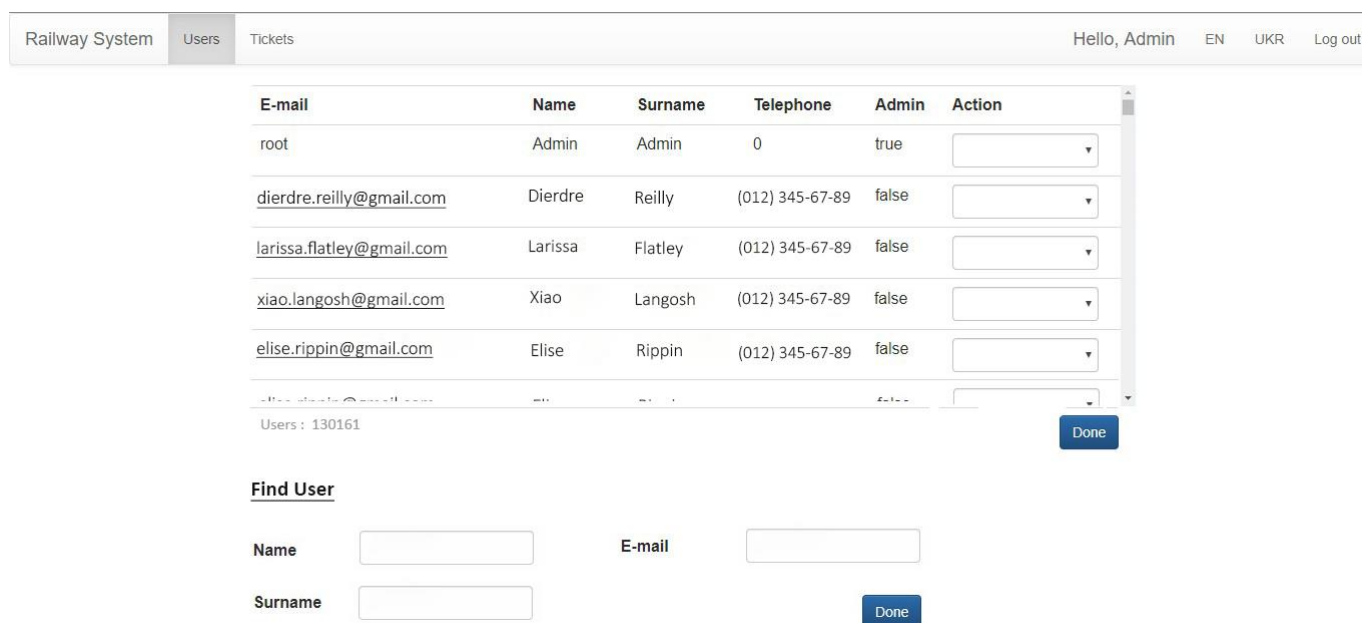 Railway System Users Tickets Hello, Admin EN UKR Log out
E-mail Name Surname Telephone Admin Action
root Admin Admin 0 true
dierdre.reilly@gmail.com Dierdre Reilly (012) 345-67-89 false
larissa.flatley@gmail.com Larissa Flatley (012) 345-67-89 false
xiao.langosh@gmail.com Xiao Langosh (012) 345-67-89 false
elise.rippin@gmail.com Elise Rippin (012) 345-67-89 false
Users : 130161 Done
Find User
Name E-mail
Surname Done